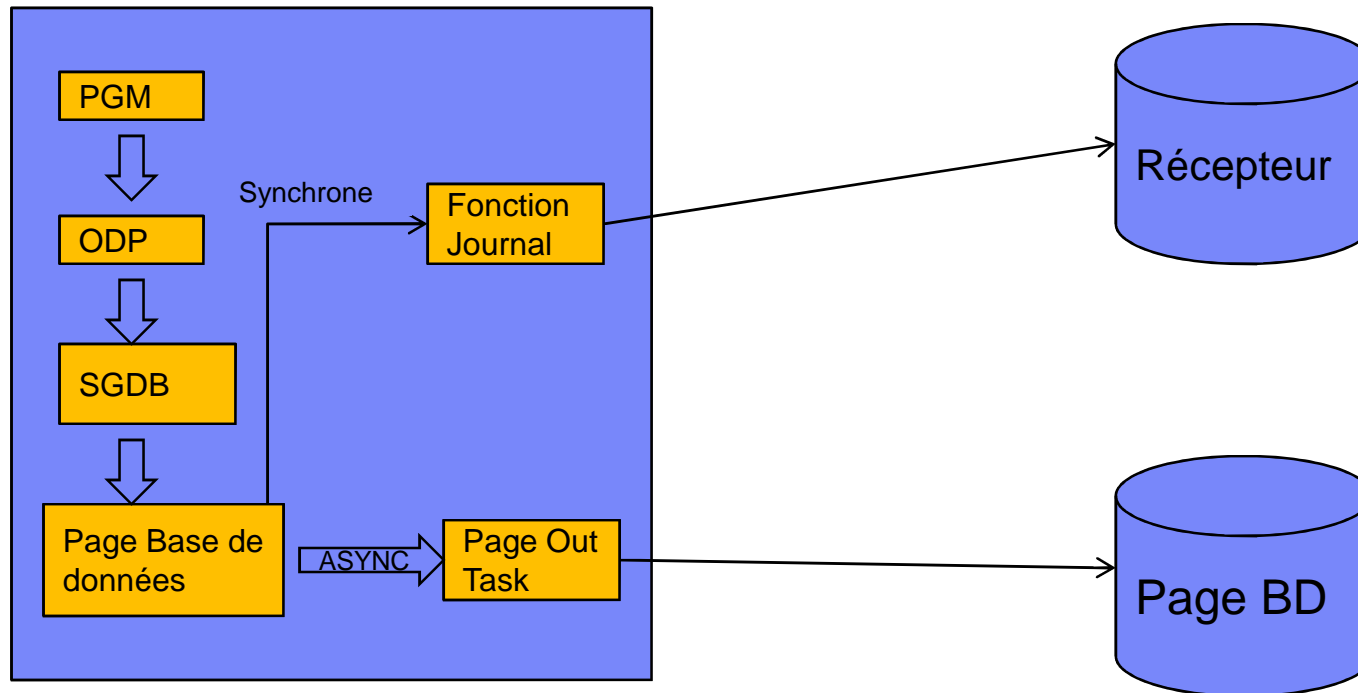 PGM
ODP
SGDB
Page Base de
données
Synchrone
Fonction
Journal
ASYNC
Page Out
Task
Récepteur
Page BD